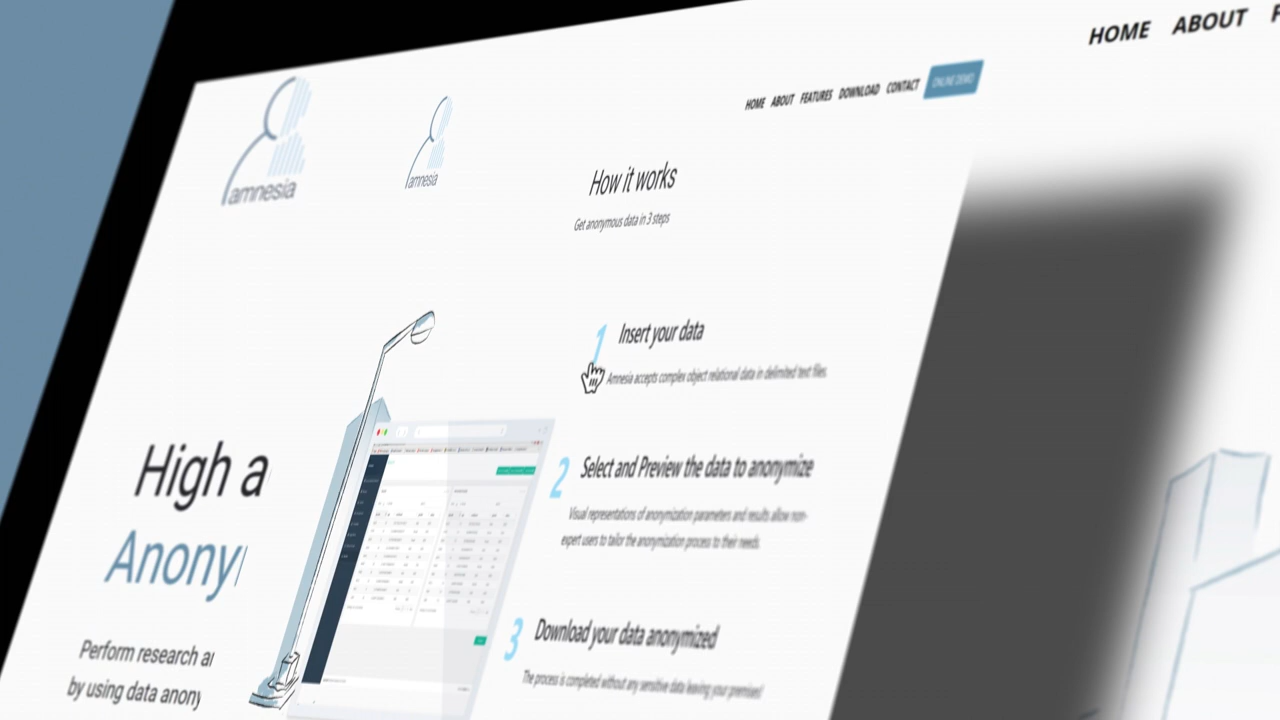 HOME ABOUT
HOME ABOUT FEATURES DOWNLOAD CONTACT ONLINE DEMO
amnesia
amnesia
How it works
Get anonymous data in 3 steps
1 Insert your data
Amnesia accepts complex object relational data in delimited text files.
High a
2 Select and Preview the data to anonymize
Visual representations of anonymization parameters and results allow non-
expert users to tailor the anonymization process to their needs.
Anony
3 Download your data anonymized
The process is completed without any sensitive data leaving your premises!
Perform research
by using data anony